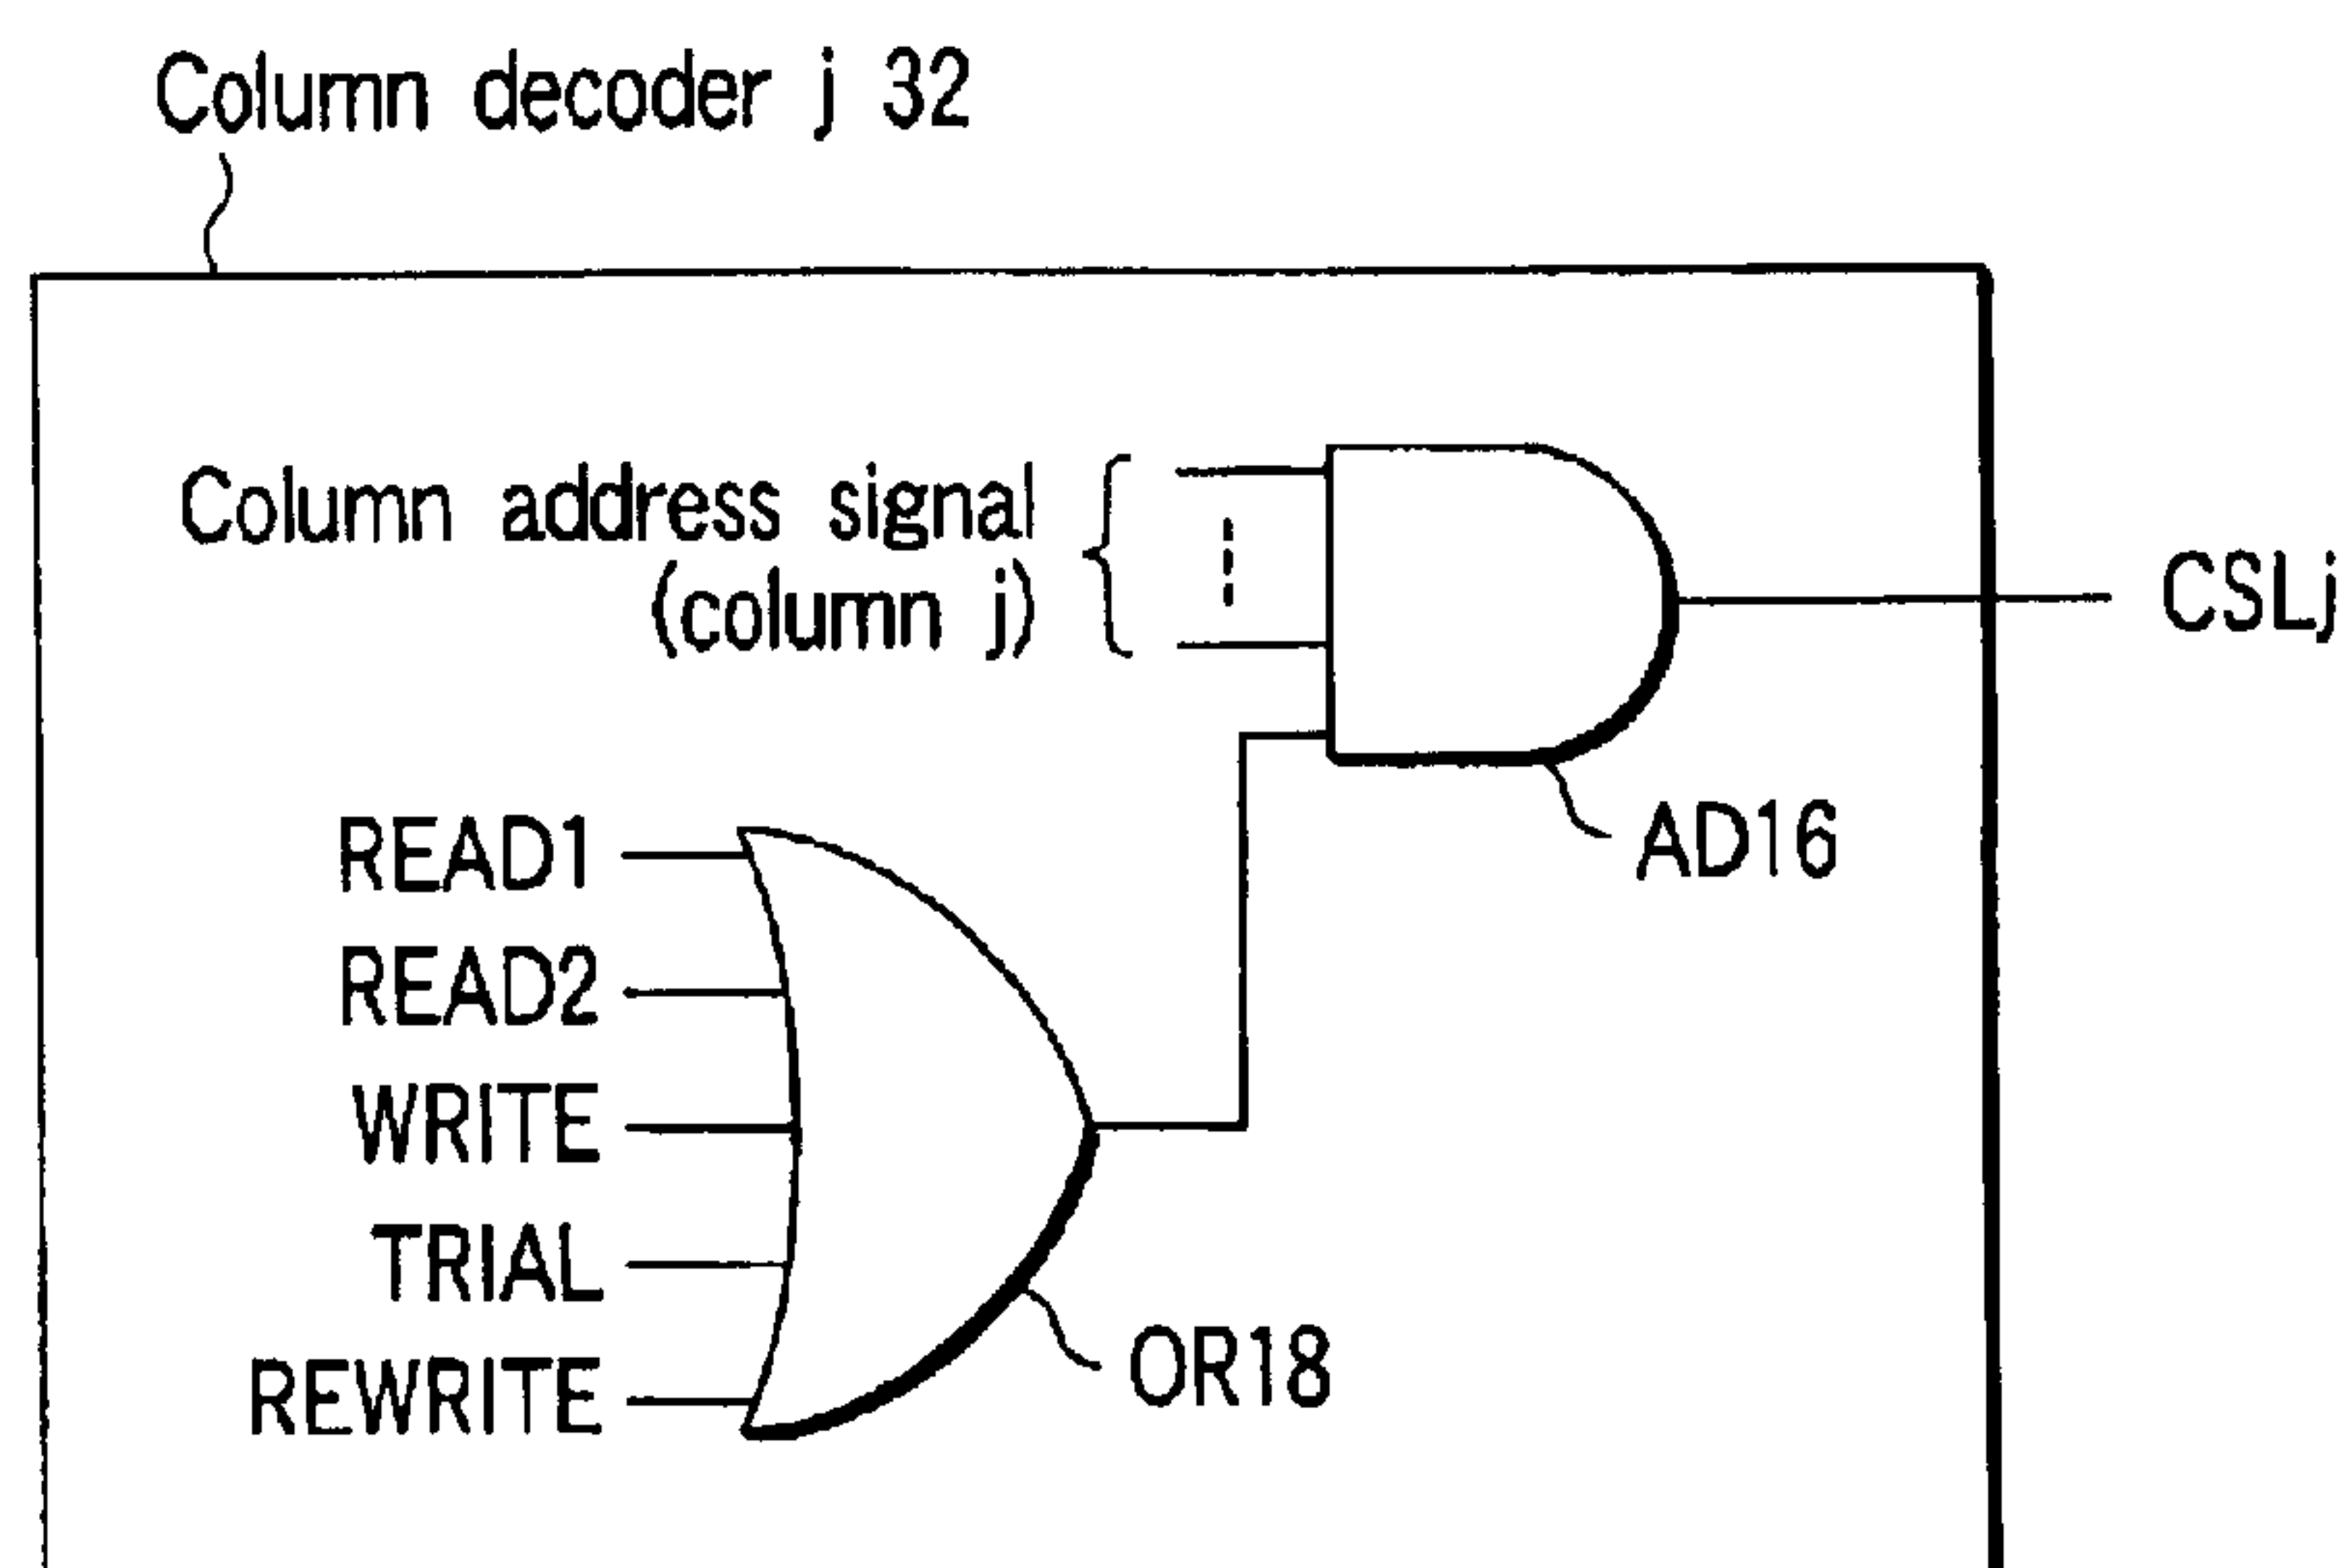 Column decoder j 32
Column address signal
(column j)
CSLj
AD16
READ1
READ2
WRITE
TRIAL
REWRITE
OR18